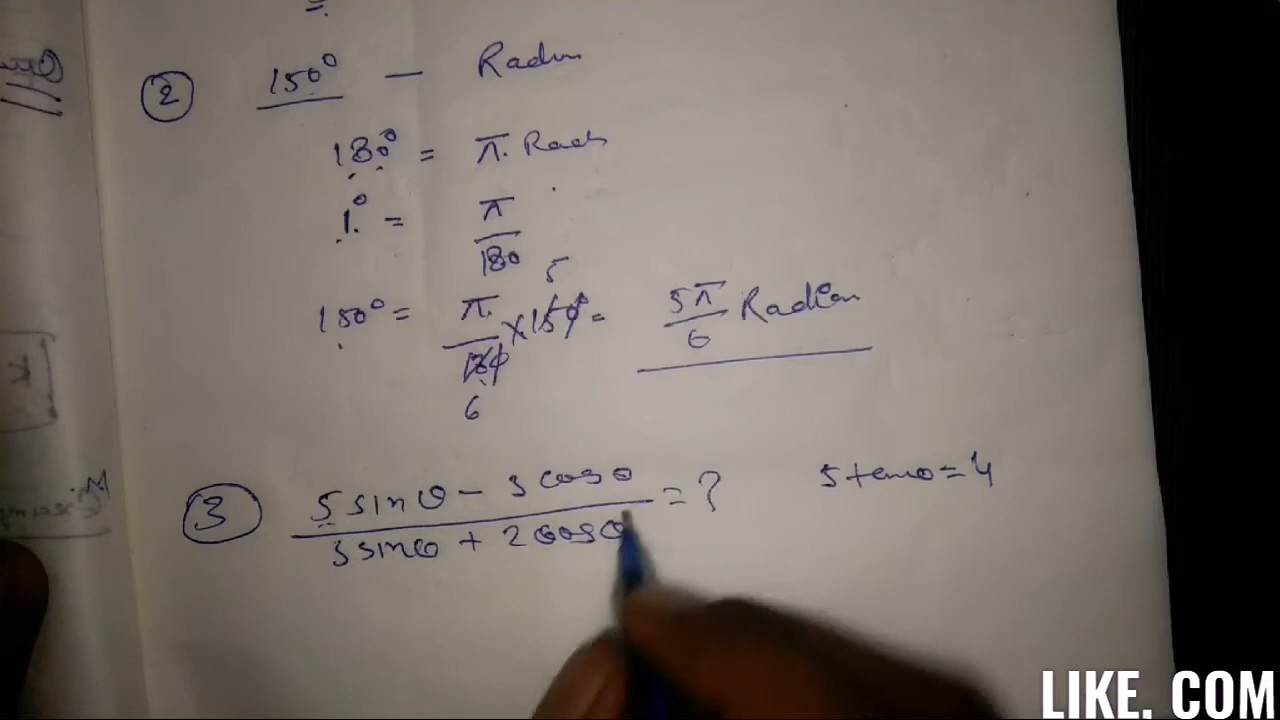 ② 150° — Radian
180° = π. Rads
1° = π/180
150° = π/180 × 150° = 5π/6 Radian
5
6
③ 5 sin θ - 3 cos θ / 3 sin θ + 2 cos θ = ? 5 tan θ = 4
LIKE. COM